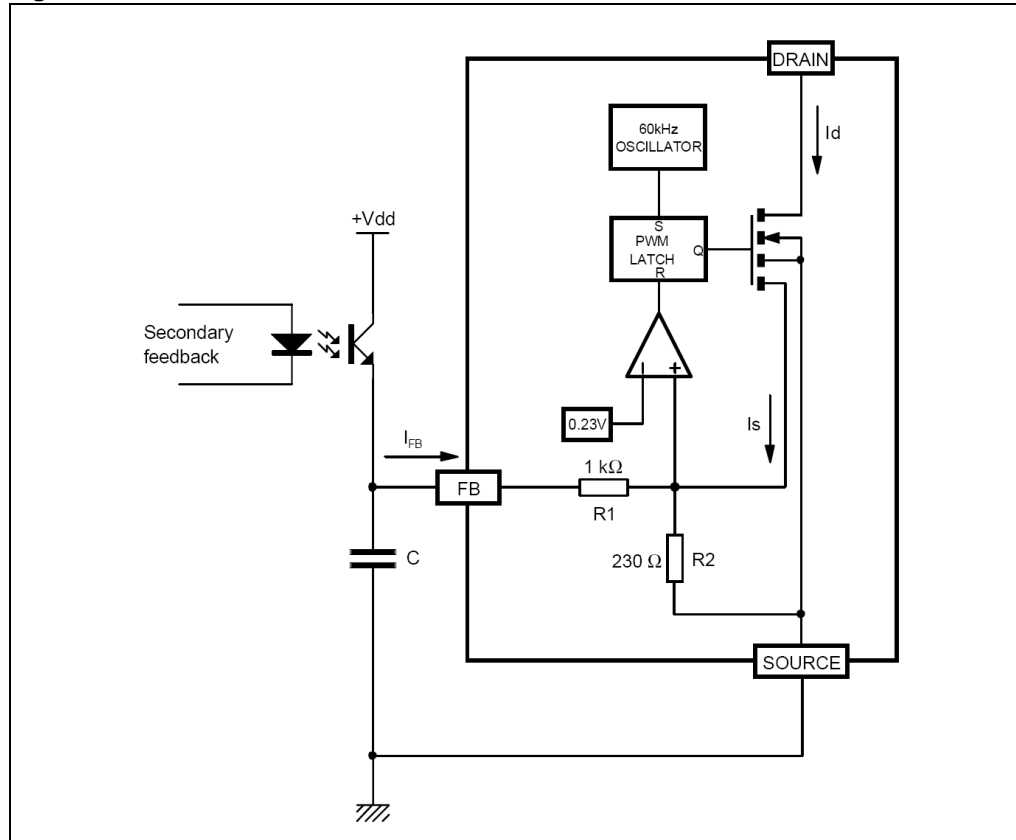 DRAIN
60kHz
OSCILLATOR
Id
+Vdd
S
PWM
LATCH
Q
R
Secondary
feedback
0.23V
Is
I_FB
1 kΩ
FB
R1
C
230 Ω
R2
SOURCE